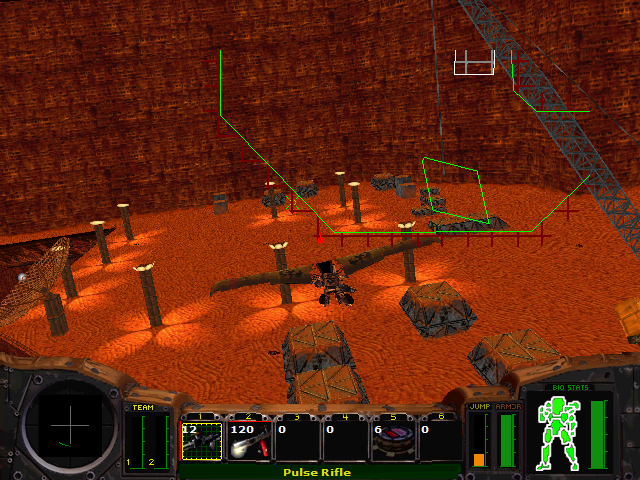 BIO STATS
TEAM
1 2 3 4 5 6
JUMP ARMOR
12 120 0 0 6 0
1 2
Pulse Rifle